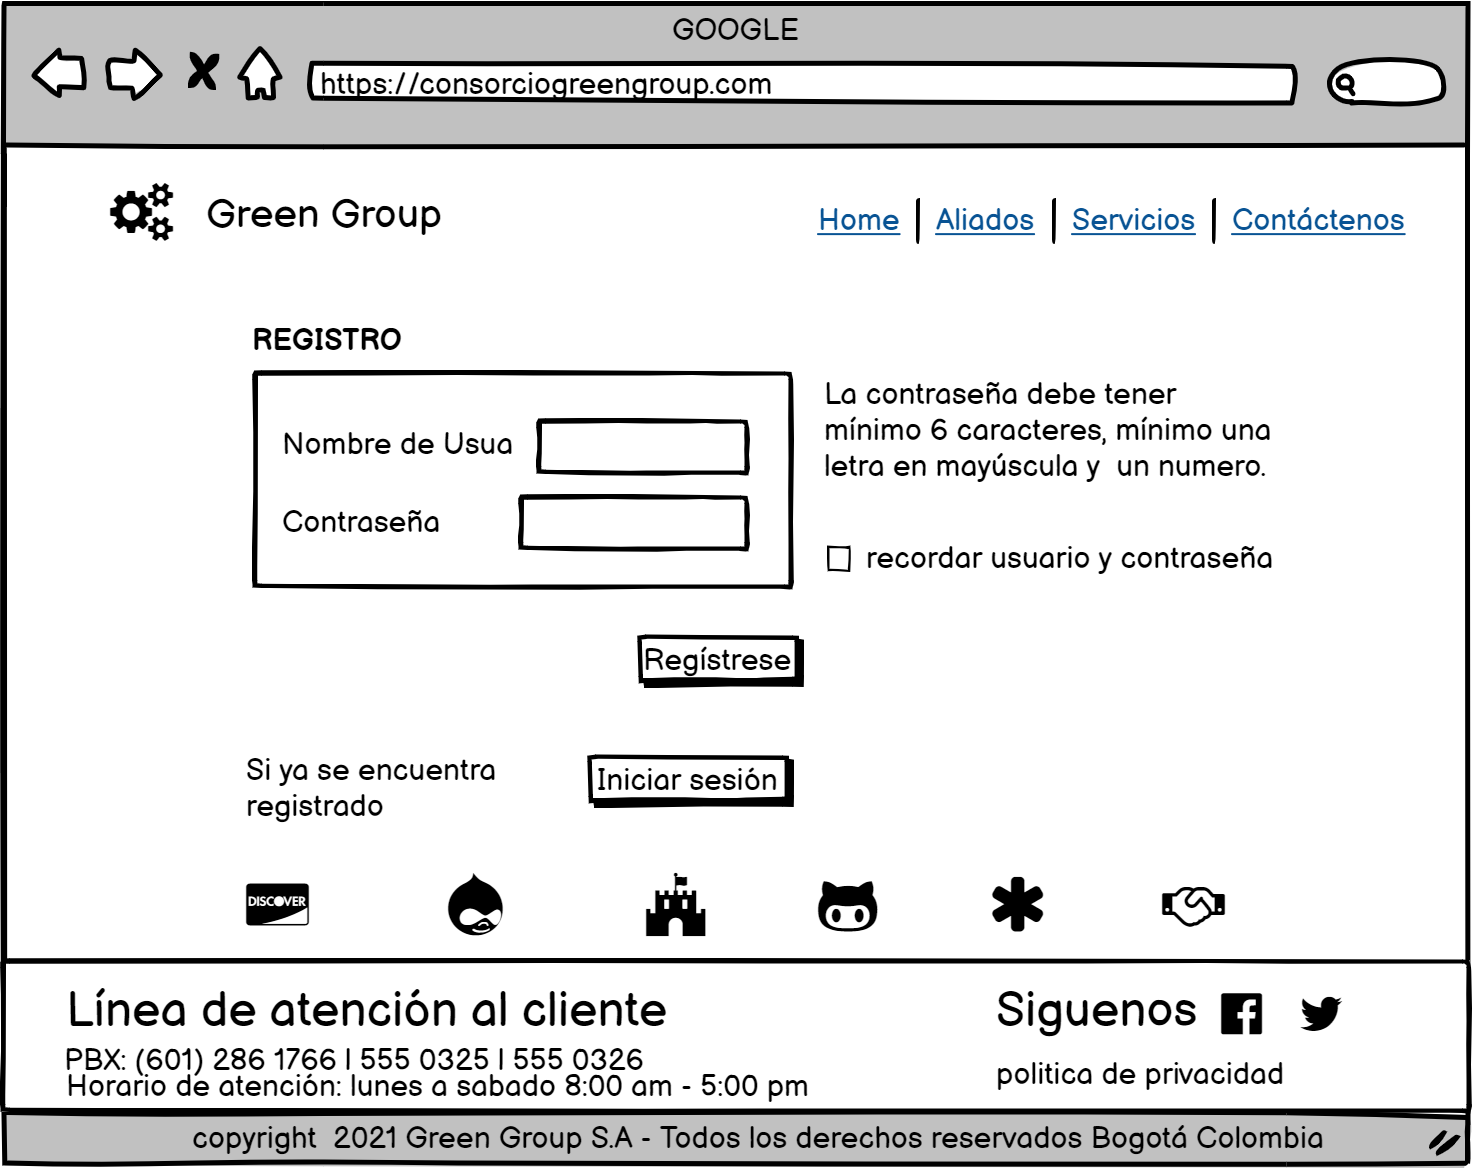 GOOGLE
https://consorciogreengroup.com
Green Group
Home | Aliados | Servicios | Contáctenos
REGISTRO
Nombre de Usua
Contraseña
La contraseña debe tener
mínimo 6 caracteres, mínimo una
letra en mayúscula y  un numero.
recordar usuario y contraseña
Regístrese
Si ya se encuentra
registrado
Iniciar sesión
DISCOVER
Línea de atención al cliente
PBX: (601) 286 1766 | 555 0325 | 555 0326
Horario de atención: lunes a sabado 8:00 am - 5:00 pm
Siguenos
politica de privacidad
copyright  2021 Green Group S.A - Todos los derechos reservados Bogotá Colombia